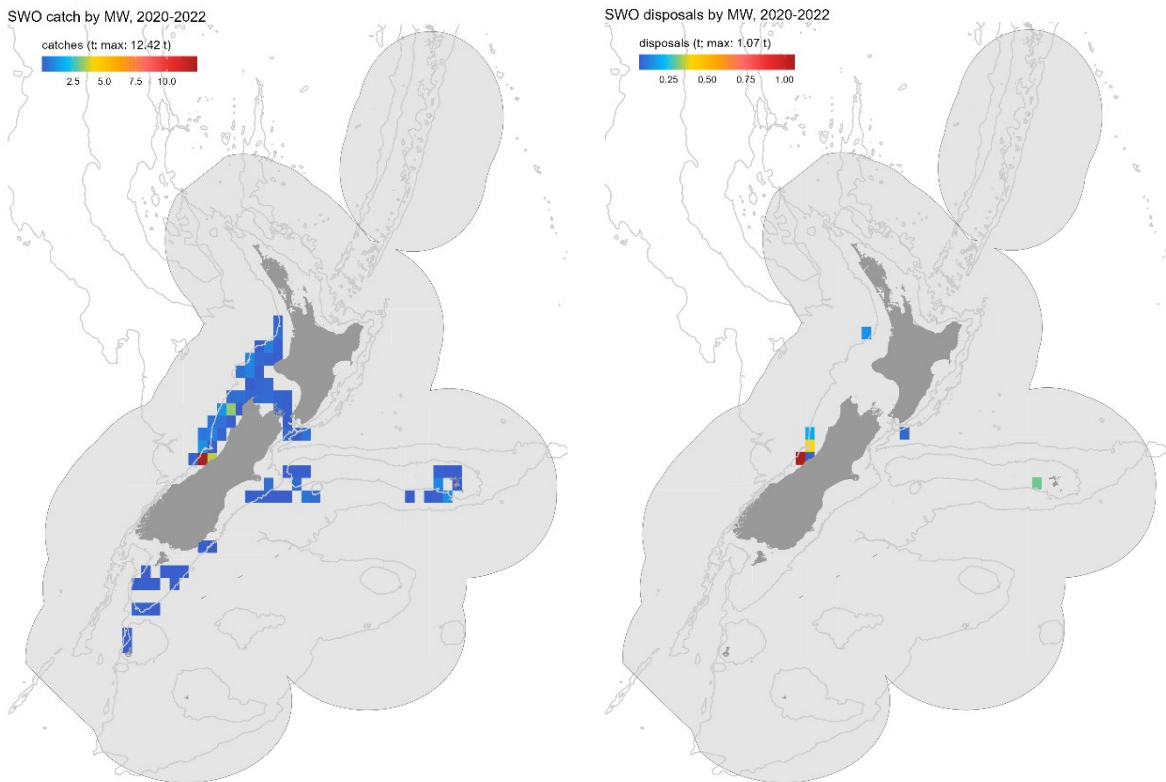 SWO catch by MW, 2020-2022
catches (t; max: 12.42 t)
2.5 5.0 7.5 10.0
SWO disposals by MW, 2020-2022
disposals (t; max: 1.07 t)
0.25 0.50 0.75 1.00